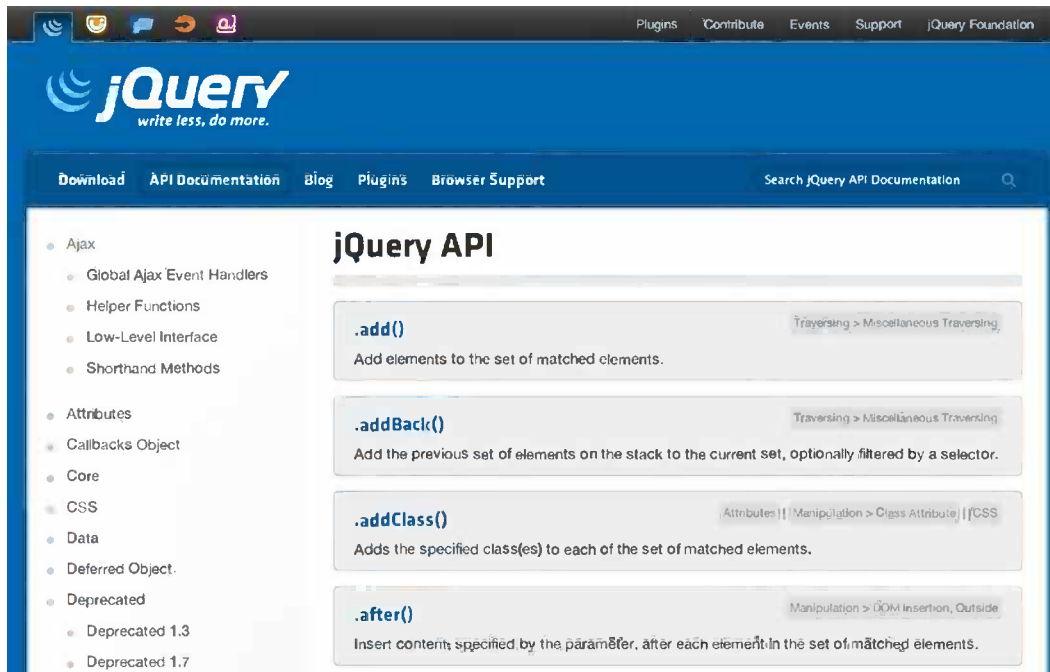 Plugins Contribute Events Support jQuery Foundation
jQuery
write less, do more.
Download API Documentation Blog Plugins Browser Support Search jQuery API Documentation
Ajax
Global Ajax Event Handlers
Helper Functions
Low-Level Interface
Shorthand Methods
Attributes
Callbacks Object
Core
CSS
Data
Deferred Object
Deprecated
Deprecated 1.3
Deprecated 1.7
jQuery API
.add() Traversing > Miscellaneous Traversing
Add elements to the set of matched elements.
.addBack() Traversing > Miscellaneous Traversing
Add the previous set of elements on the stack to the current set, optionally filtered by a selector.
.addClass() Attributes | Manipulation > Class Attribute | CSS
Adds the specified class(es) to each of the set of matched elements.
.after() Manipulation > DOM Insertion, Outside
Insert content, specified by the parameter, after each element in the set of matched elements.